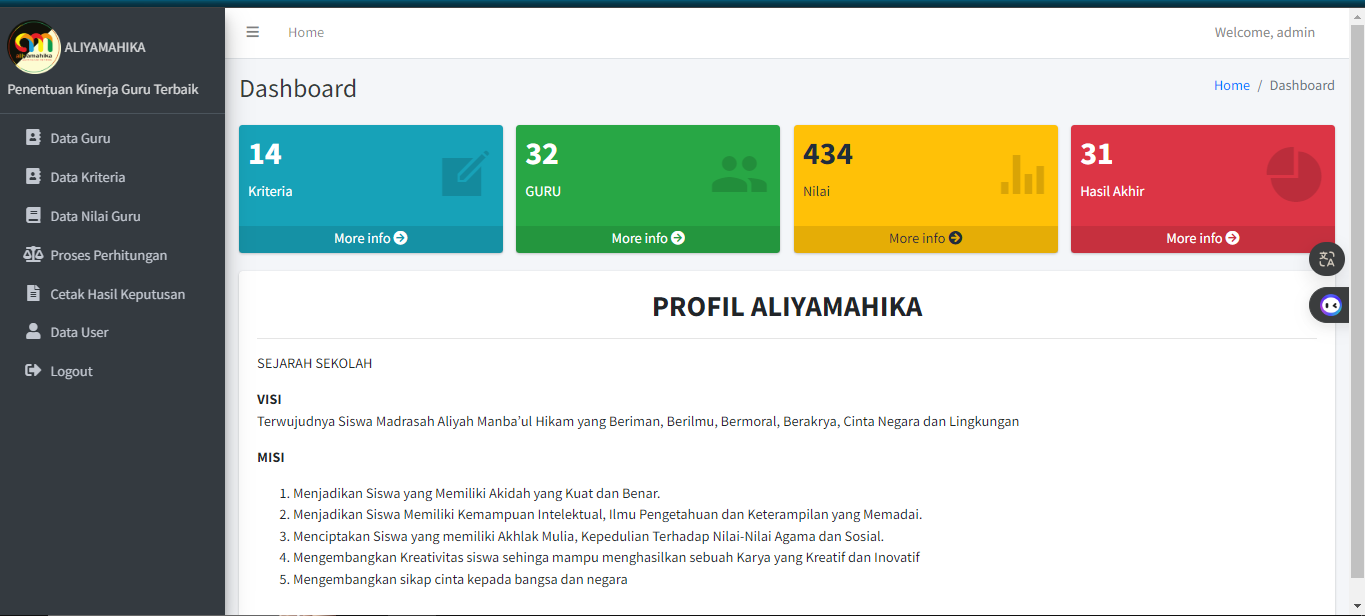 ALIYAMAHIKA
Penentuan Kinerja Guru Terbaik
Data Guru
Data Kriteria
Data Nilai Guru
Proses Perhitungan
Cetak Hasil Keputusan
Data User
Logout
Home
Welcome, admin
Dashboard
Home / Dashboard
14
Kriteria
More info
32
GURU
More info
434
Nilai
More info
31
Hasil Akhir
More info
PROFIL ALIYAMAHIKA
SEJARAH SEKOLAH
VISI
Terwujudnya Siswa Madrasah Aliyah Manba’ul Hikam yang Beriman, Berilmu, Bermoral, Berakrya, Cinta Negara dan Lingkungan
MISI
1. Menjadikan Siswa yang Memiliki Akidah yang Kuat dan Benar.
2. Menjadikan Siswa Memiliki Kemampuan Intelektual, Ilmu Pengetahuan dan Keterampilan yang Memadai.
3. Menciptakan Siswa yang memiliki Akhlak Mulia, Kepedulian Terhadap Nilai-Nilai Agama dan Sosial.
4. Mengembangkan Kreativitas siswa sehinga mampu menghasilkan sebuah Karya yang Kreatif dan Inovatif
5. Mengembangkan sikap cinta kepada bangsa dan negara